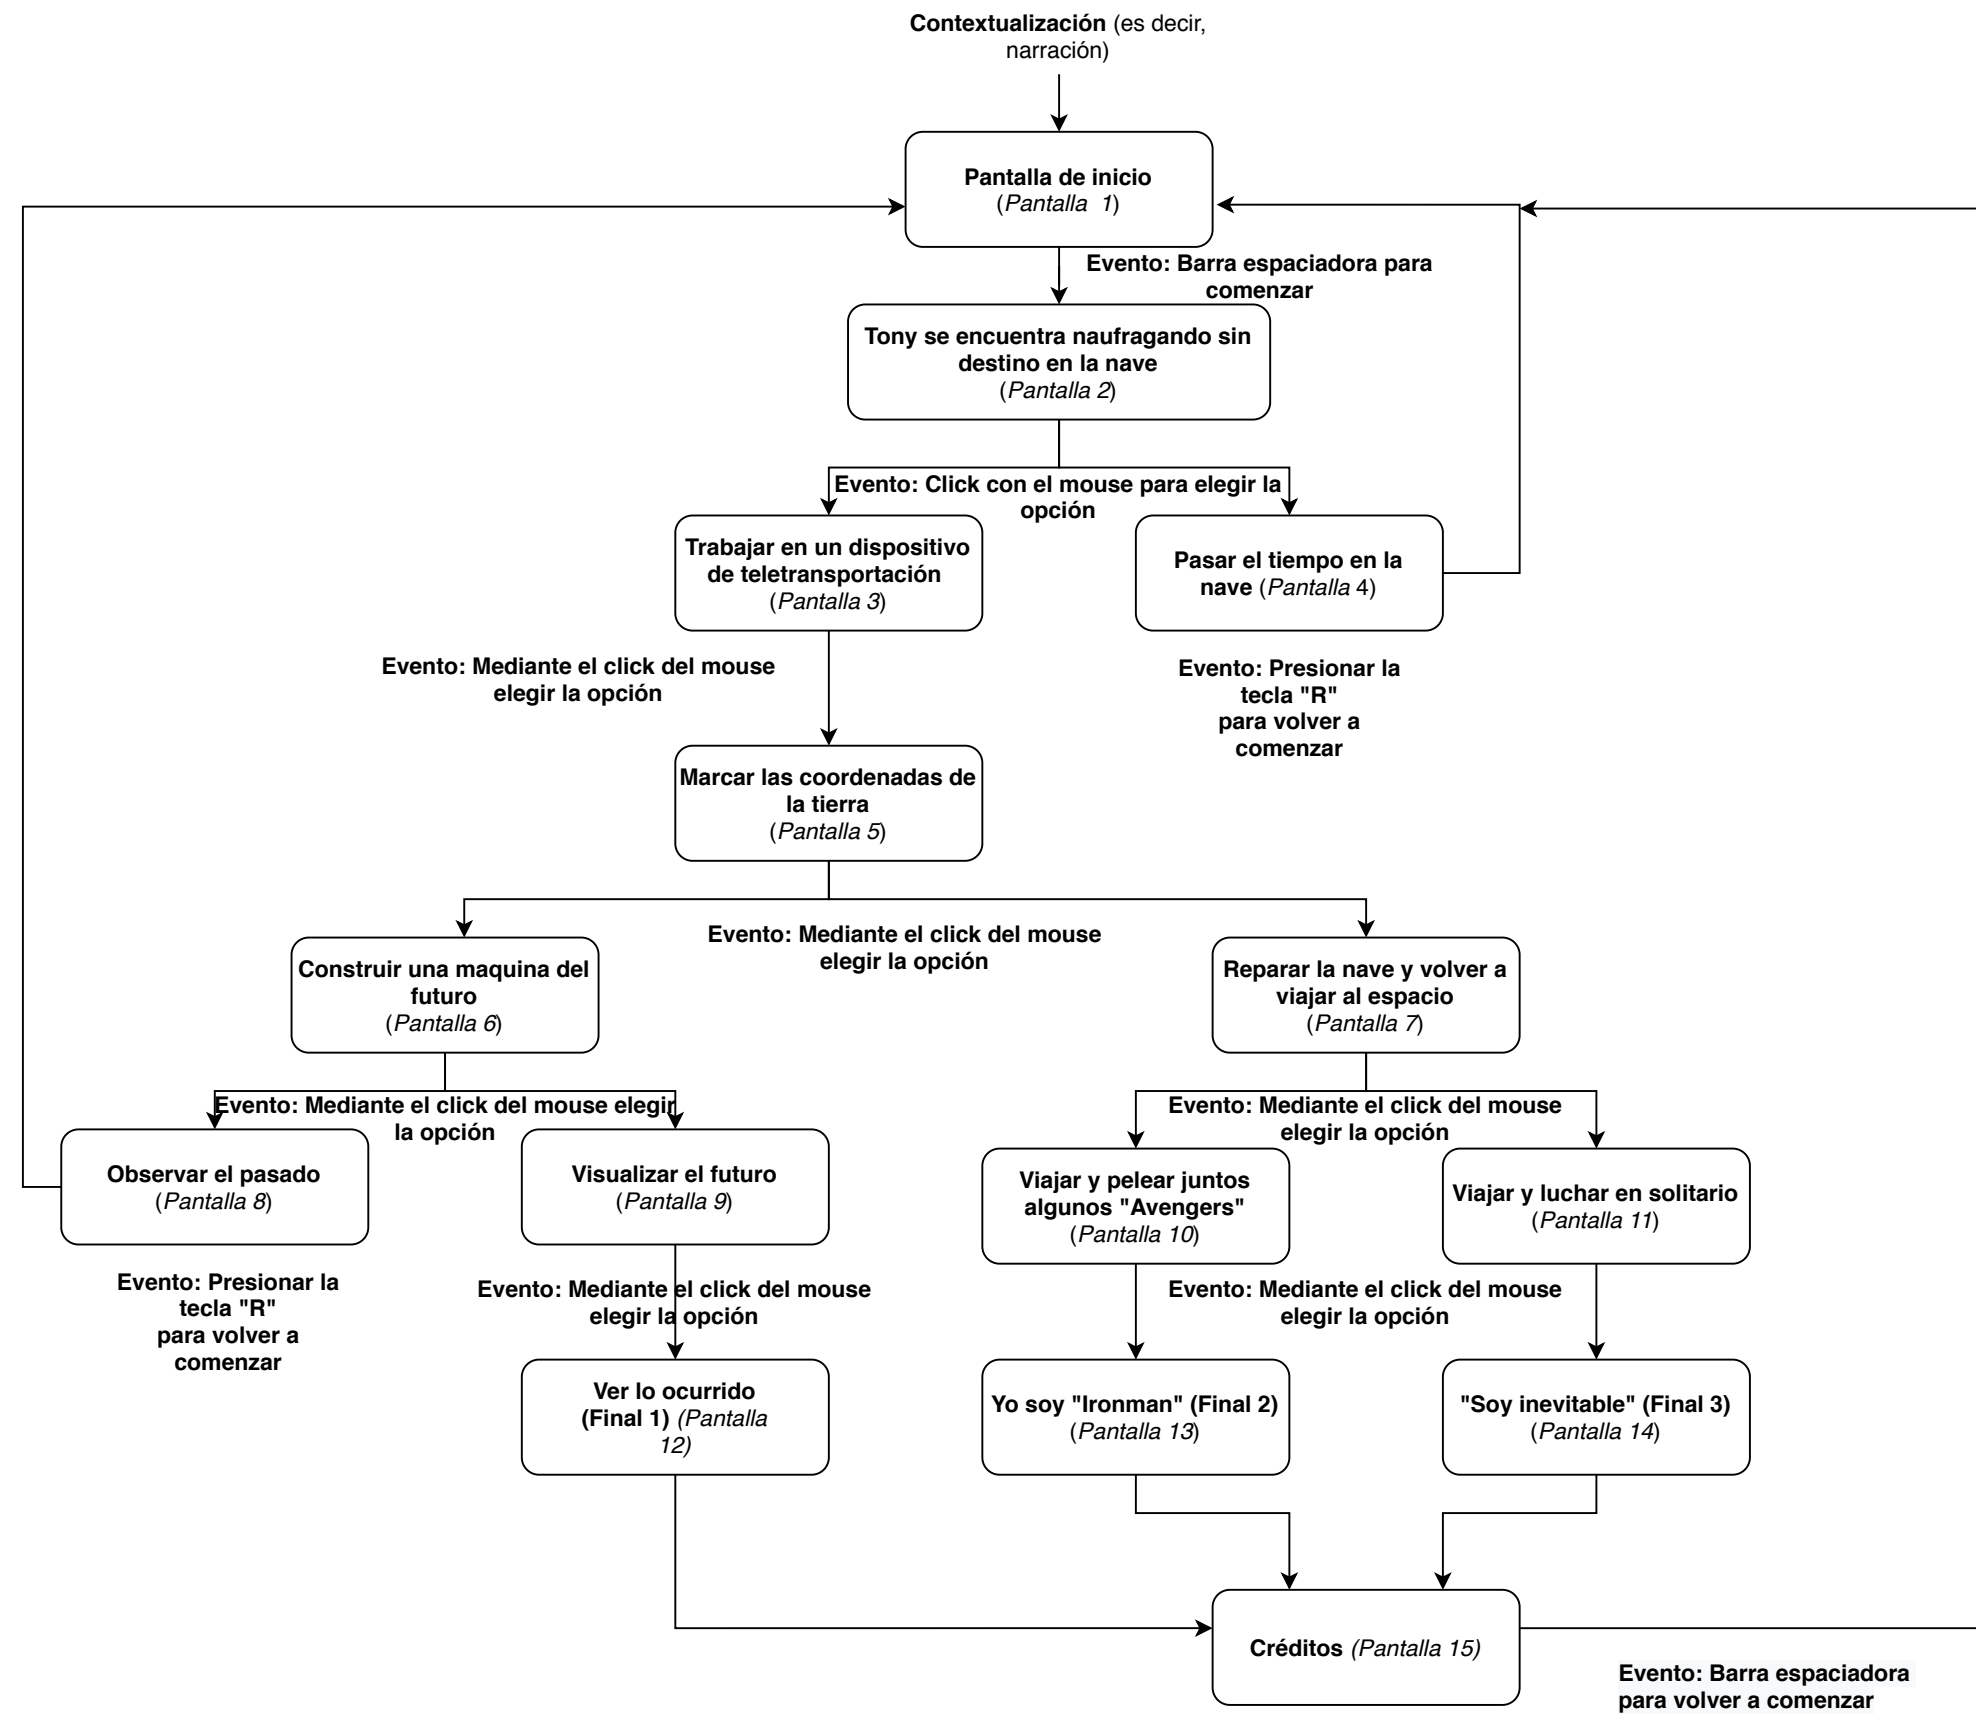 Contextualización (es decir,
narración)
Pantalla de inicio
(Pantalla  1)
Evento: Barra espaciadora para
comenzar
Tony se encuentra naufragando sin
destino en la nave
(Pantalla 2)
Evento: Click con el mouse para elegir la
opción
Trabajar en un dispositivo
de teletransportación
(Pantalla 3)
Pasar el tiempo en la
nave (Pantalla 4)
Evento: Mediante el click del mouse
elegir la opción
Evento: Presionar la
tecla "R"
para volver a
comenzar
Marcar las coordenadas de
la tierra
(Pantalla 5)
Evento: Mediante el click del mouse
elegir la opción
Construir una maquina del
futuro
(Pantalla 6)
Reparar la nave y volver a
viajar al espacio
(Pantalla 7)
Evento: Mediante el click del mouse elegir
la opción
Evento: Mediante el click del mouse
elegir la opción
Observar el pasado
(Pantalla 8)
Visualizar el futuro
(Pantalla 9)
Viajar y pelear juntos
algunos "Avengers"
(Pantalla 10)
Viajar y luchar en solitario
(Pantalla 11)
Evento: Presionar la
tecla "R"
para volver a
comenzar
Evento: Mediante el click del mouse
elegir la opción
Evento: Mediante el click del mouse
elegir la opción
Ver lo ocurrido
(Final 1) (Pantalla
12)
Yo soy "Ironman" (Final 2)
(Pantalla 13)
"Soy inevitable" (Final 3)
(Pantalla 14)
Créditos (Pantalla 15)
Evento: Barra espaciadora
para volver a comenzar